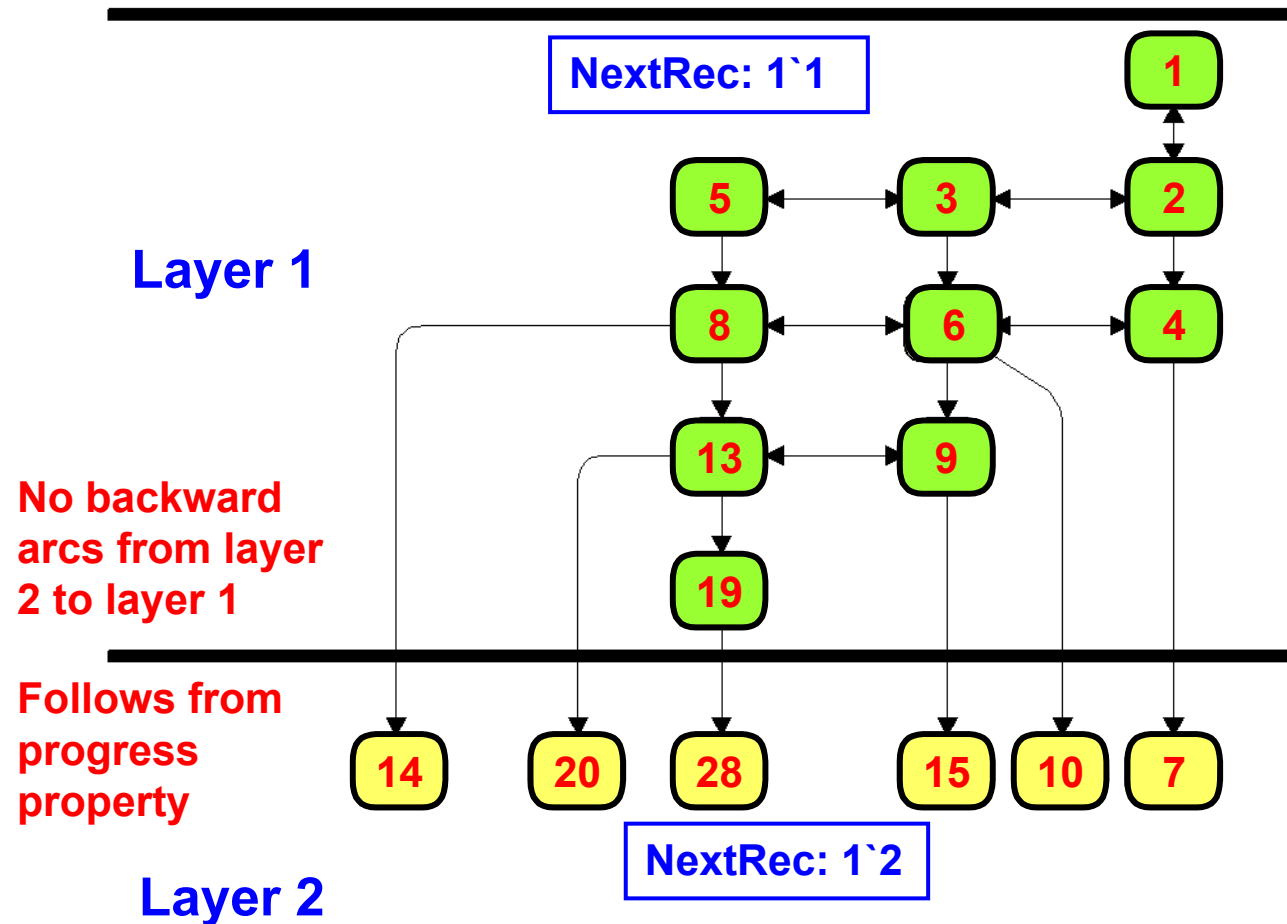 NextRec: 1`1
1
5 3 2
Layer 1
8 6 4
13 9
No backward
arcs from layer
2 to layer 1
19
Follows from
progress
property
14 20 28 15 10 7
NextRec: 1`2
Layer 2